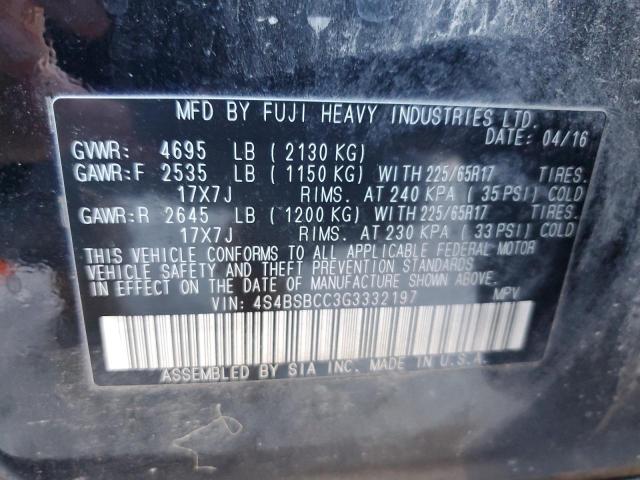 MFD BY FUJI HEAVY INDUSTRIES LTD.
DATE: 04/16
GVWR: 4695 LB ( 2130 KG)
GAWR:F 2535 LB ( 1150 KG) WITH 225/65R17 TIRES.
17X7J RIMS. AT 240 KPA ( 35 PSI) COLD
GAWR:R 2645 LB ( 1200 KG) WITH 225/65R17 TIRES.
17X7J RIMS. AT 230 KPA ( 33 PSI) COLD
THIS VEHICLE CONFORMS TO ALL APPLICABLE FEDERAL MOTOR
VEHICLE SAFETY AND THEFT PREVENTION STANDARDS
IN EFFECT ON THE DATE OF MANUFACTURE SHOWN ABOVE.
VIN: 4S4BSBCC3G3332197 MPV
ASSEMBLED BY SIA INC. MADE IN U.S.A.